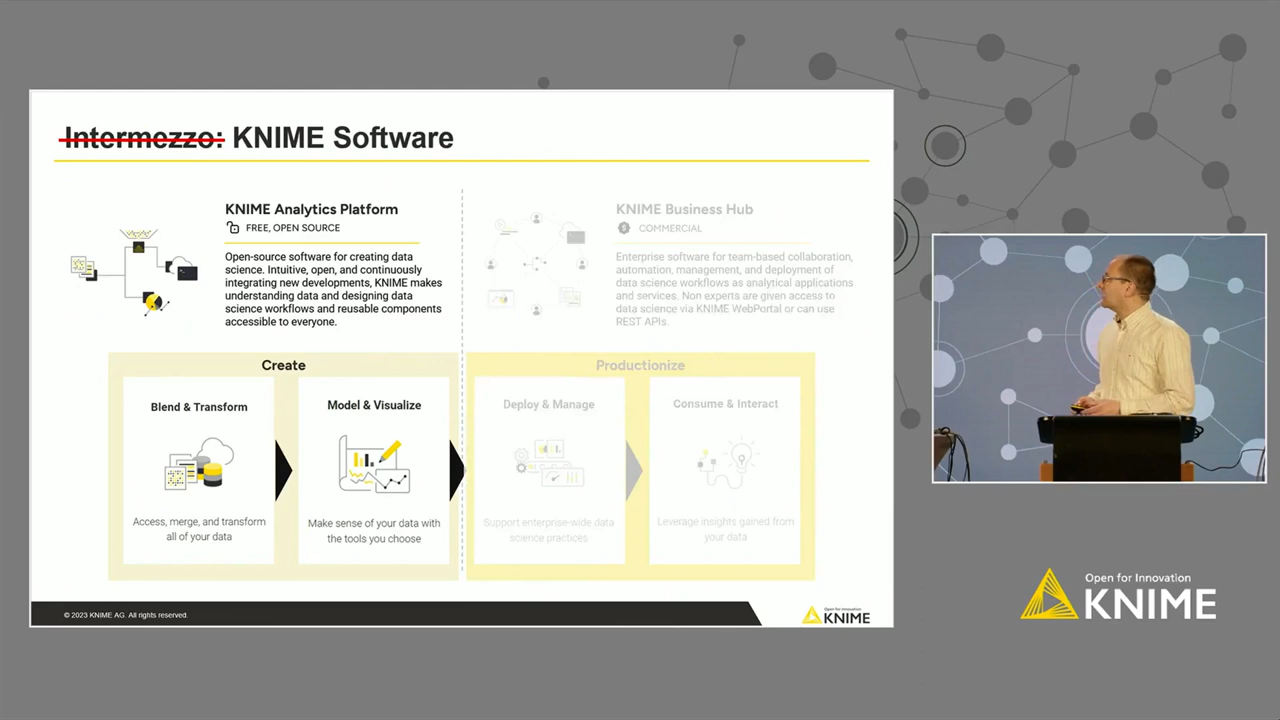 Intermezzo: KNIME Software
KNIME Analytics Platform
FREE, OPEN SOURCE
Open-source software for creating data
science. Intuitive, open, and continuously
integrating new developments, KNIME makes
understanding data and designing data
science workflows and reusable components
accessible to everyone.
KNIME Business Hub
COMMERCIAL
Enterprise software for team-based collaboration,
automation, management, and deployment of
data science workflows as analytical applications
and services. Non experts are given access to
data science via KNIME WebPortal or can use
REST APIs.
Create
Blend & Transform
Access, merge, and transform
all of your data
Model & Visualize
Make sense of your data with
the tools you choose
Productionize
Deploy & Manage
Support enterprise-wide data
science practices
Consume & Interact
Leverage insights gained from
your data
© 2023 KNIME AG. All rights reserved.
Open for Innovation
KNIME
Open for Innovation
KNIME